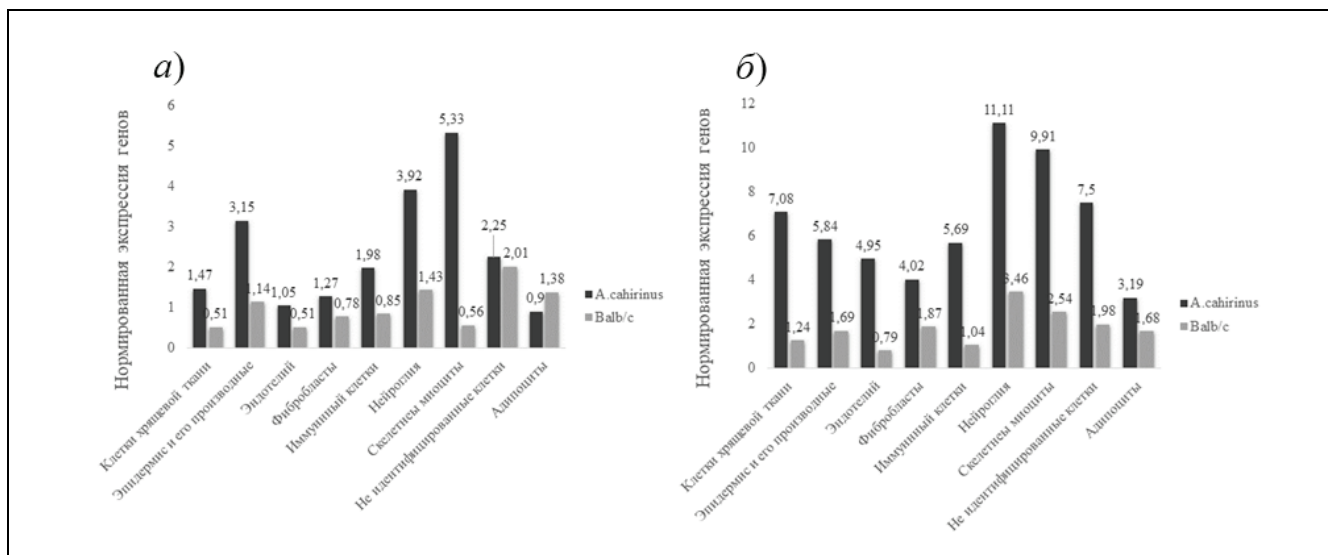 а)
Нормированная экспрессия генов
6
5
4
3
2
1
0
1,47
0,51
3,15
1,14
1,05
0,51
1,27
0,78
1,98
0,85
3,92
1,43
5,33
0,56
2,25
2,01
0,9
1,38
Клетки хряшевой ткани
Эпидермис и его производные
Эндотелий
Фибробласты
Иммунный клетки
Нейроглия
Скелетнсы миоциты
Не идентифицированные клетки
Адипоциты
A.cahirinus
Balb/c
б)
Нормированная экспрессия генов
12
10
8
6
4
2
0
7,08
1,24
5,84
1,69
4,95
0,79
4,02
1,87
5,69
1,04
11,11
3,46
9,91
2,54
7,5
1,98
3,19
1,68
Клетки хряшевой ткани
Эпидермис и его производные
Эндотелий
Фибробласты
Иммунный клетки
Нейроглия
Скелетнсы миоциты
Не идентифицированные клетки
Адипоциты
A.cahirinus
Balb/c